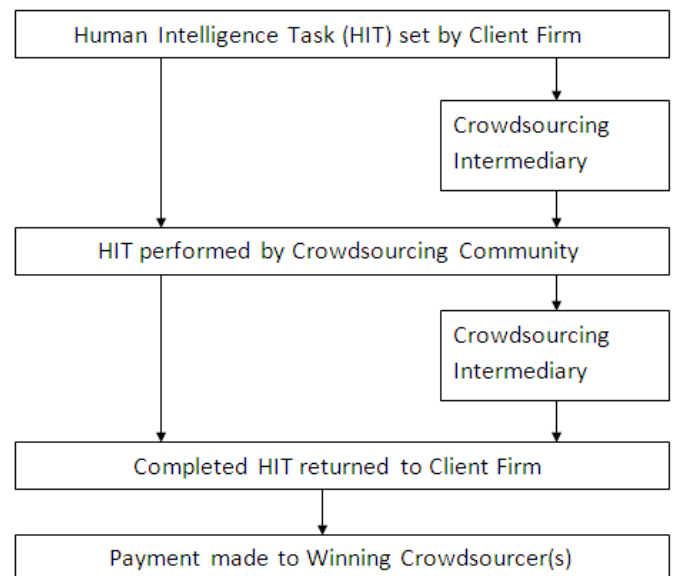 Human Intelligence Task (HIT) set by Client Firm
Crowdsourcing
Intermediary
HIT performed by Crowdsourcing Community
Crowdsourcing
Intermediary
Completed HIT returned to Client Firm
Payment made to Winning Crowdsourcer(s)